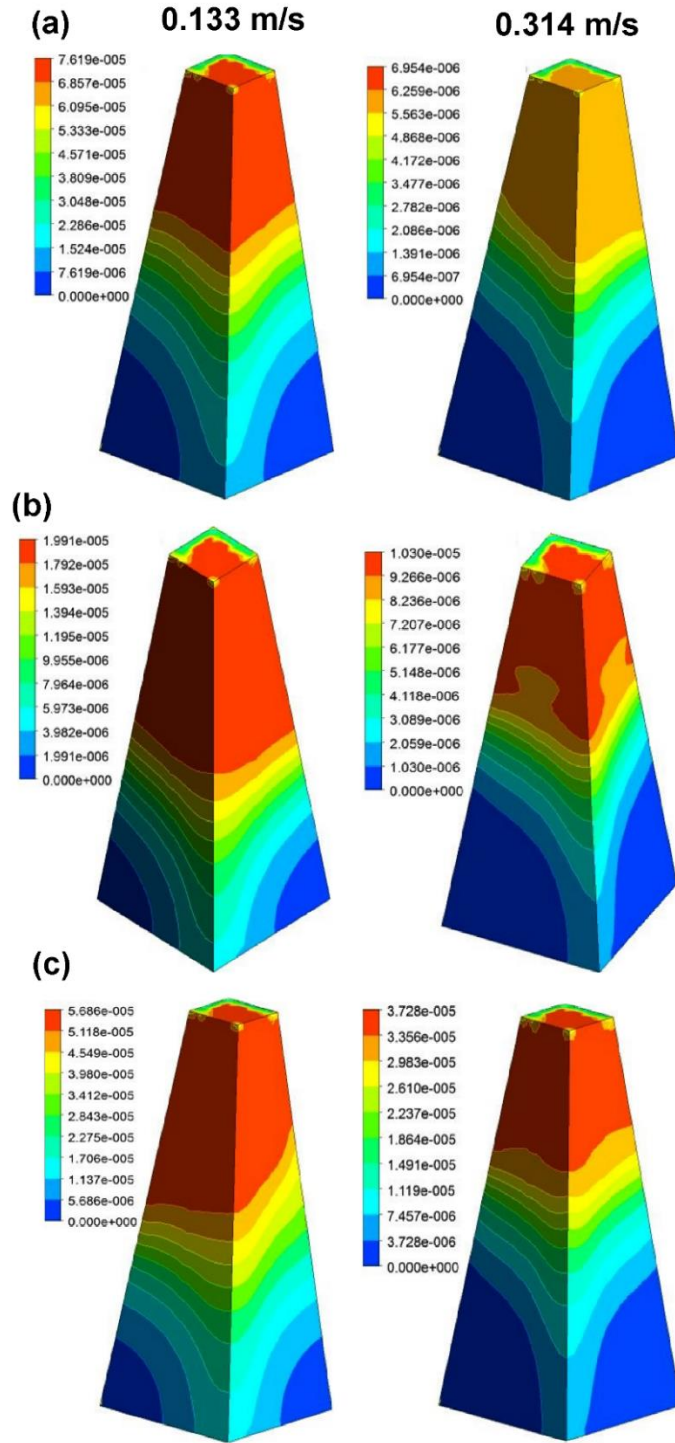 (a)
0.133 m/s
0.314 m/s
7.619e-005
6.857e-005
6.095e-005
5.333e-005
4.571e-005
3.809e-005
3.048e-005
2.286e-005
1.524e-005
7.619e-006
0.000e+000
6.954e-006
6.259e-006
5.563e-006
4.868e-006
4.172e-006
3.477e-006
2.782e-006
2.086e-006
1.391e-006
6.954e-007
0.000e+000
(b)
1.991e-005
1.792e-005
1.593e-005
1.394e-005
1.195e-005
9.955e-006
7.964e-006
5.973e-006
3.982e-006
1.991e-006
0.000e+000
1.030e-005
9.266e-006
8.236e-006
7.207e-006
6.177e-006
5.148e-006
4.118e-006
3.089e-006
2.059e-006
1.030e-006
0.000e+000
(c)
5.686e-005
5.118e-005
4.549e-005
3.980e-005
3.412e-005
2.843e-005
2.275e-005
1.706e-005
1.137e-005
5.686e-006
0.000e+000
3.728e-005
3.356e-005
2.983e-005
2.610e-005
2.237e-005
1.864e-005
1.491e-005
1.119e-005
7.457e-006
3.728e-006
0.000e+000